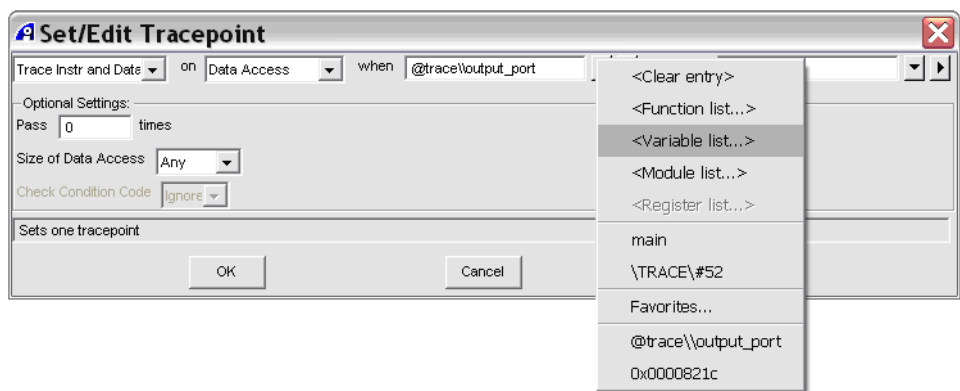 Set/Edit Tracepoint
Trace Instr and Data on Data Access when @trace\\output_port
Optional Settings:
Pass 0 times
Size of Data Access Any
Check Condition Code Ignore
Sets one tracepoint
OK Cancel
<Clear entry>
<Function list...>
<Variable list...>
<Module list...>
<Register list...>
main
\TRACE\#52
Favorites...
@trace\\output_port
0x0000821c